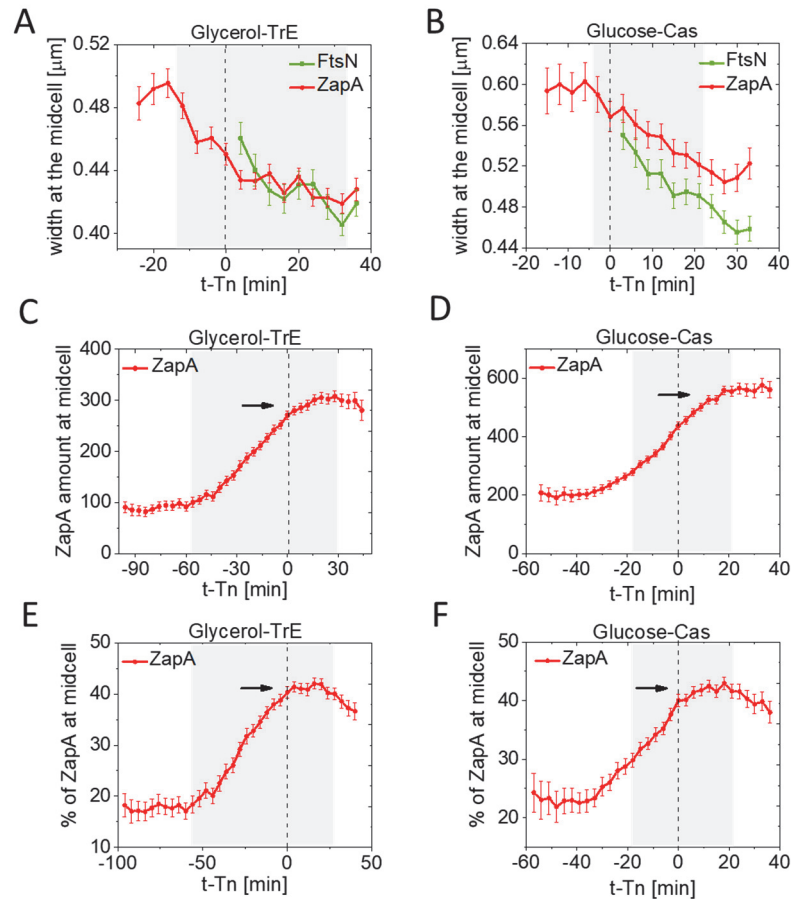 A
Glycerol-TrE
FtsN
ZapA
width at the midcell [μm]
0.52
0.48
0.44
0.40
-20 0 20 40
t-Tn [min]
B
Glucose-Cas
FtsN
ZapA
width at the midcell [μm]
0.64
0.60
0.56
0.52
0.48
0.44
-20 -10 0 10 20 30 40
t-Tn [min]
C
Glycerol-TrE
ZapA
ZapA amount at midcell
400
300
200
100
0
-90 -60 -30 0 30
t-Tn [min]
D
Glucose-Cas
ZapA
ZapA amount at midcell
600
400
200
0
-60 -40 -20 0 20 40
t-Tn [min]
E
Glycerol-TrE
ZapA
% of ZapA at midcell
50
40
30
20
10
-100 -50 0 50
t-Tn [min]
F
Glucose-Cas
ZapA
% of ZapA at midcell
50
40
30
20
-60 -40 -20 0 20 40
t-Tn [min]